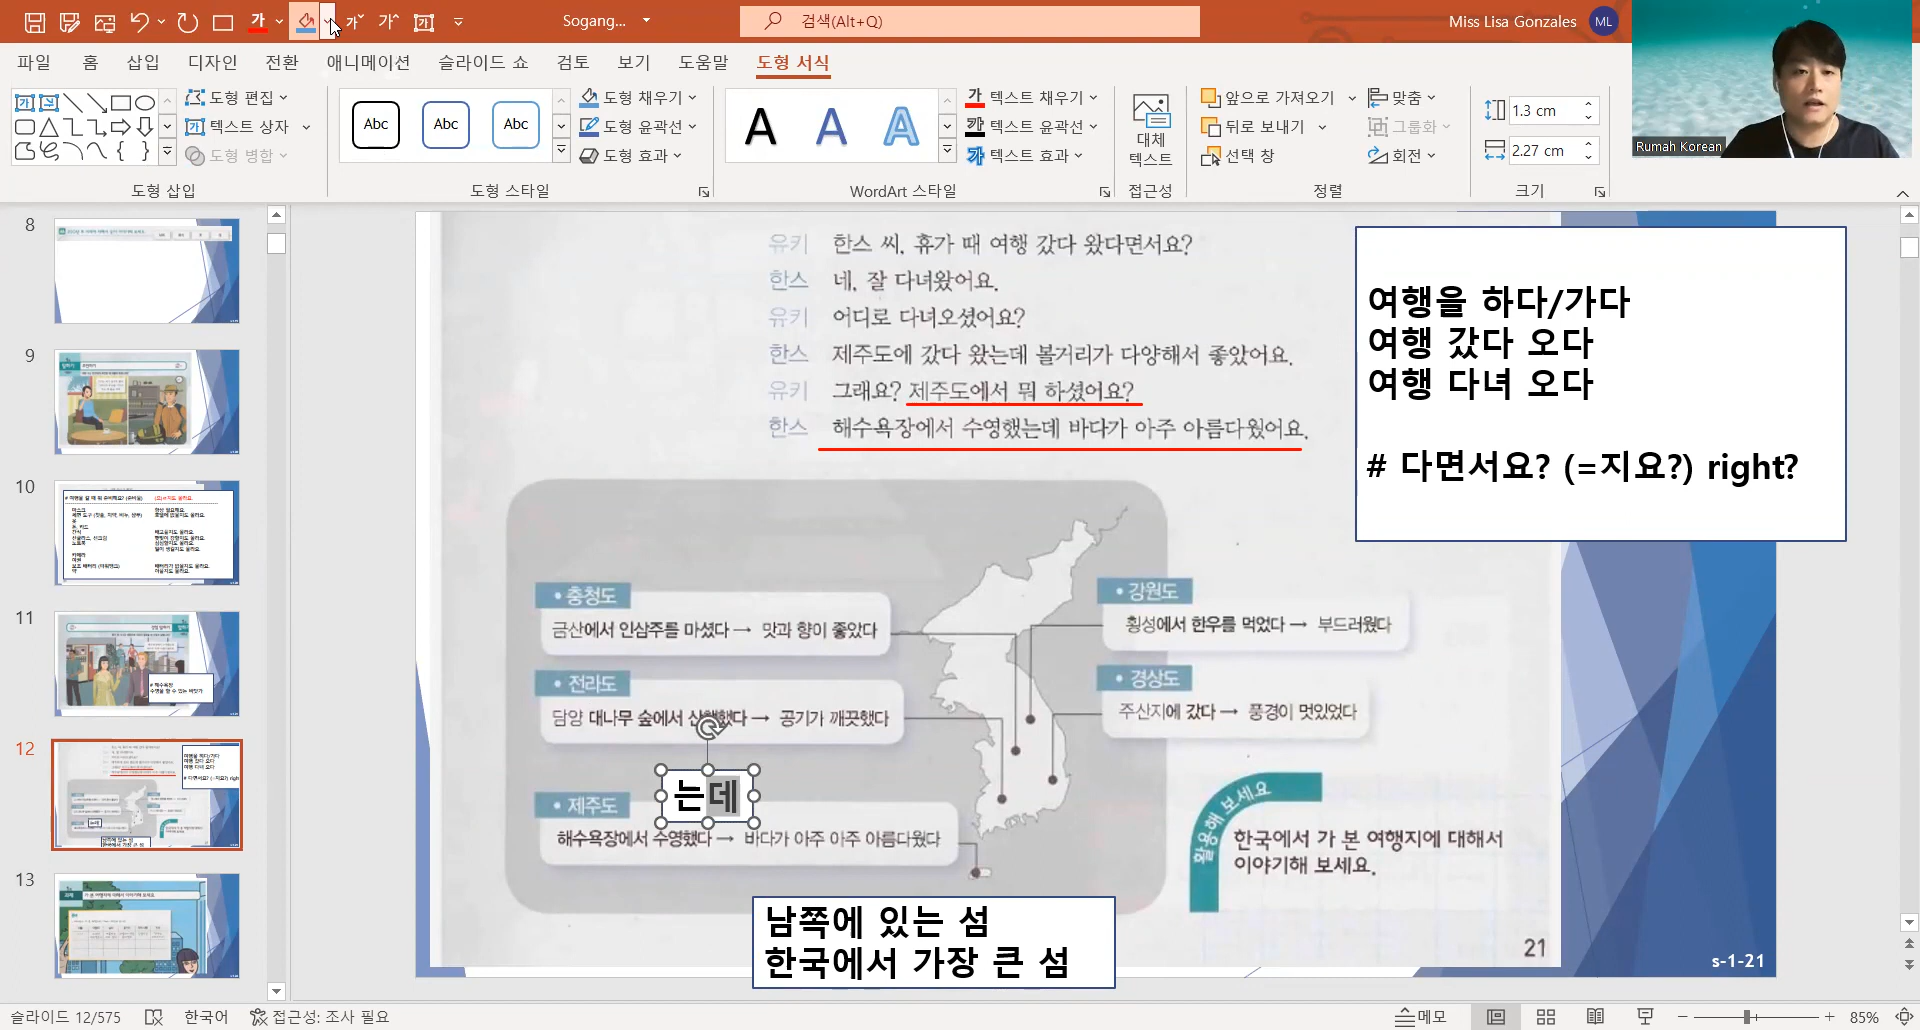 가
Sogang...
검색(Alt+Q)
Miss Lisa Gonzales
ML
파일
홈
삽입
디자인
전환
애니메이션
슬라이드 쇼
검토
보기
도움말
도형 서식
도형 편집
텍스트 상자
도형 병합
도형 삽입
Abc
Abc
Abc
도형 채우기
도형 윤곽선
도형 효과
도형 스타일
A A A
텍스트 채우기
텍스트 윤곽선
텍스트 효과
WordArt 스타일
대체
텍스트
접근성
앞으로 가져오기
뒤로 보내기
선택 창
맞춤
그룹화
회전
정렬
1.3 cm
2.27 cm
크기
Rumah Korean
8
9
10
11
12
13
유키 한스 씨, 휴가 때 여행 갔다 왔다면서요?
한스 네, 잘 다녀왔어요.
유키 어디로 다녀오셨어요?
한스 제주도에 갔다 왔는데 볼거리가 다양해서 좋았어요.
유키 그래요? 제주도에서 뭐 하셨어요?
한스 해수욕장에서 수영했는데 바다가 아주 아름다웠어요.
여행을 하다/가다
여행 갔다 오다
여행 다녀 오다
# 다면서요? (=지요?) right?
• 충청도
금산에서 인삼주를 마셨다 → 맛과 향이 좋았다
• 전라도
담양 대나무 숲에서 산책했다 → 공기가 깨끗했다
는데
• 제주도
해수욕장에서 수영했다 → 바다가 아주 아주 아름다웠다
• 강원도
횡성에서 한우를 먹었다 → 부드러웠다
• 경상도
주산지에 갔다 → 풍경이 멋있었다
활용해 보세요
한국에서 가 본 여행지에 대해서
이야기해 보세요.
남쪽에 있는 섬
한국에서 가장 큰 섬
21
s-1-21
슬라이드 12/575
한국어
접근성: 조사 필요
메모
85%